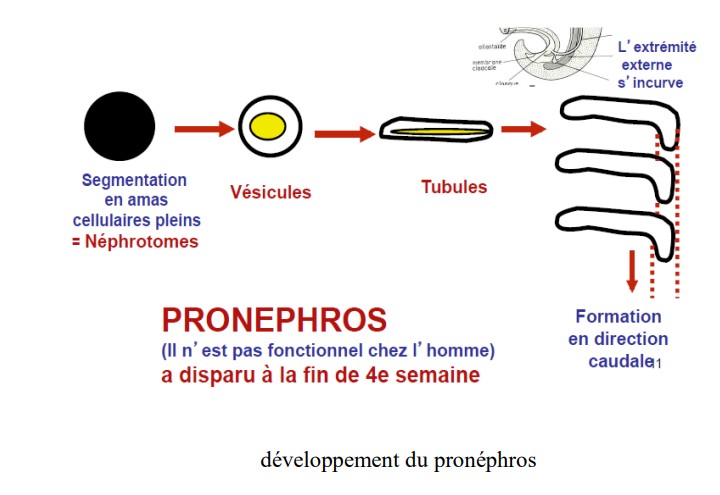 allantoïde
membrane
cloacale
cloaque
L'extrémité
externe
s'incurve
Segmentation
en amas
cellulaires pleins
= Néphrotomes
Vésicules
Tubules
Formation
en direction
caudale
11
PRONEPHROS
(Il n'est pas fonctionnel chez l'homme)
a disparu à la fin de 4e semaine
développement du pronéphros